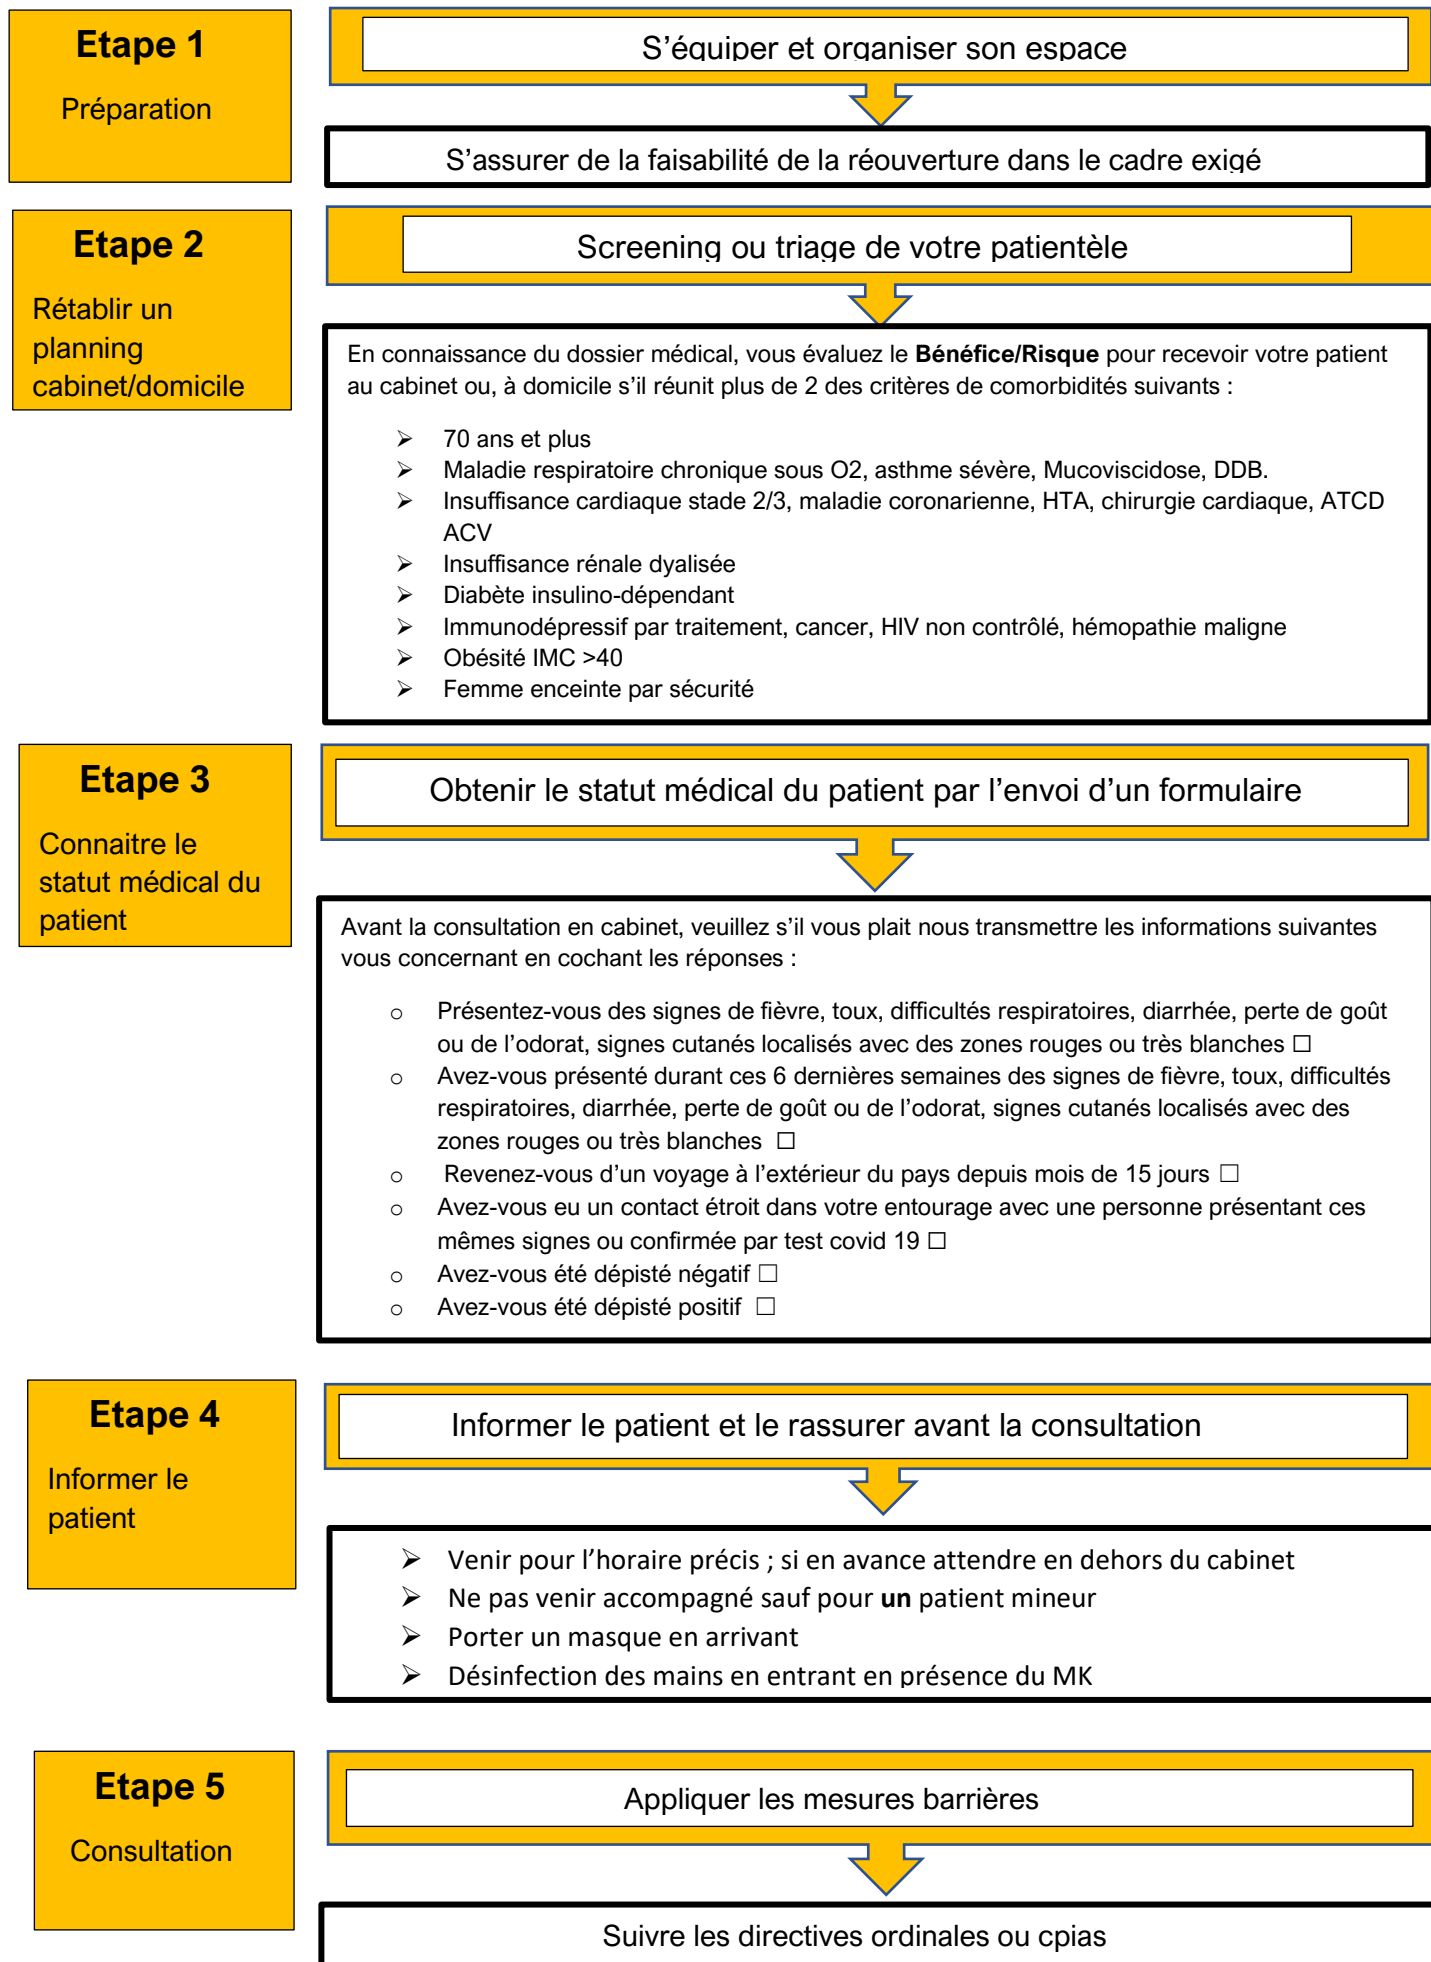 Etape 1
Préparation
S'équiper et organiser son espace
S'assurer de la faisabilité de la réouverture dans le cadre exigé
Etape 2
Rétablir un
planning
cabinet/domicile
Screening ou triage de votre patientèle
En connaissance du dossier médical, vous évaluez le Bénéfice/Risque pour recevoir votre patient
au cabinet ou, à domicile s'il réunit plus de 2 des critères de comorbidités suivants :
➢ 70 ans et plus
➢ Maladie respiratoire chronique sous O2, asthme sévère, Mucoviscidose, DDB.
➢ Insuffisance cardiaque stade 2/3, maladie coronarienne, HTA, chirurgie cardiaque, ATCD
ACV
➢ Insuffisance rénale dyalisée
➢ Diabète insulino-dépendant
➢ Immunodépressif par traitement, cancer, HIV non contrôlé, hémopathie maligne
➢ Obésité IMC >40
➢ Femme enceinte par sécurité
Etape 3
Connaitre le
statut médical du
patient
Obtenir le statut médical du patient par l'envoi d'un formulaire
Avant la consultation en cabinet, veuillez s'il vous plait nous transmettre les informations suivantes
vous concernant en cochant les réponses :
o Présentez-vous des signes de fièvre, toux, difficultés respiratoires, diarrhée, perte de goût
ou de l'odorat, signes cutanés localisés avec des zones rouges ou très blanches ☐
o Avez-vous présenté durant ces 6 dernières semaines des signes de fièvre, toux, difficultés
respiratoires, diarrhée, perte de goût ou de l'odorat, signes cutanés localisés avec des
zones rouges ou très blanches ☐
o Revenez-vous d'un voyage à l'extérieur du pays depuis mois de 15 jours ☐
o Avez-vous eu un contact étroit dans votre entourage avec une personne présentant ces
mêmes signes ou confirmée par test covid 19 ☐
o Avez-vous été dépisté négatif ☐
o Avez-vous été dépisté positif ☐
Etape 4
Informer le
patient
Informer le patient et le rassurer avant la consultation
➢ Venir pour l'horaire précis ; si en avance attendre en dehors du cabinet
➢ Ne pas venir accompagné sauf pour un patient mineur
➢ Porter un masque en arrivant
➢ Désinfection des mains en entrant en présence du MK
Etape 5
Consultation
Appliquer les mesures barrières
Suivre les directives ordinales ou cpias